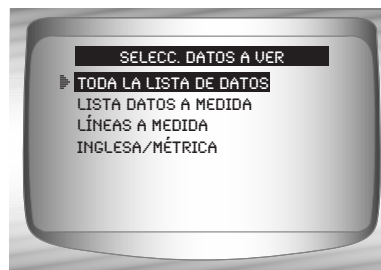 SELECC. DATOS A VER
TODA LA LISTA DE DATOS
LISTA DATOS A MEDIDA
LÍNEAS A MEDIDA
INGLESA/MÉTRICA